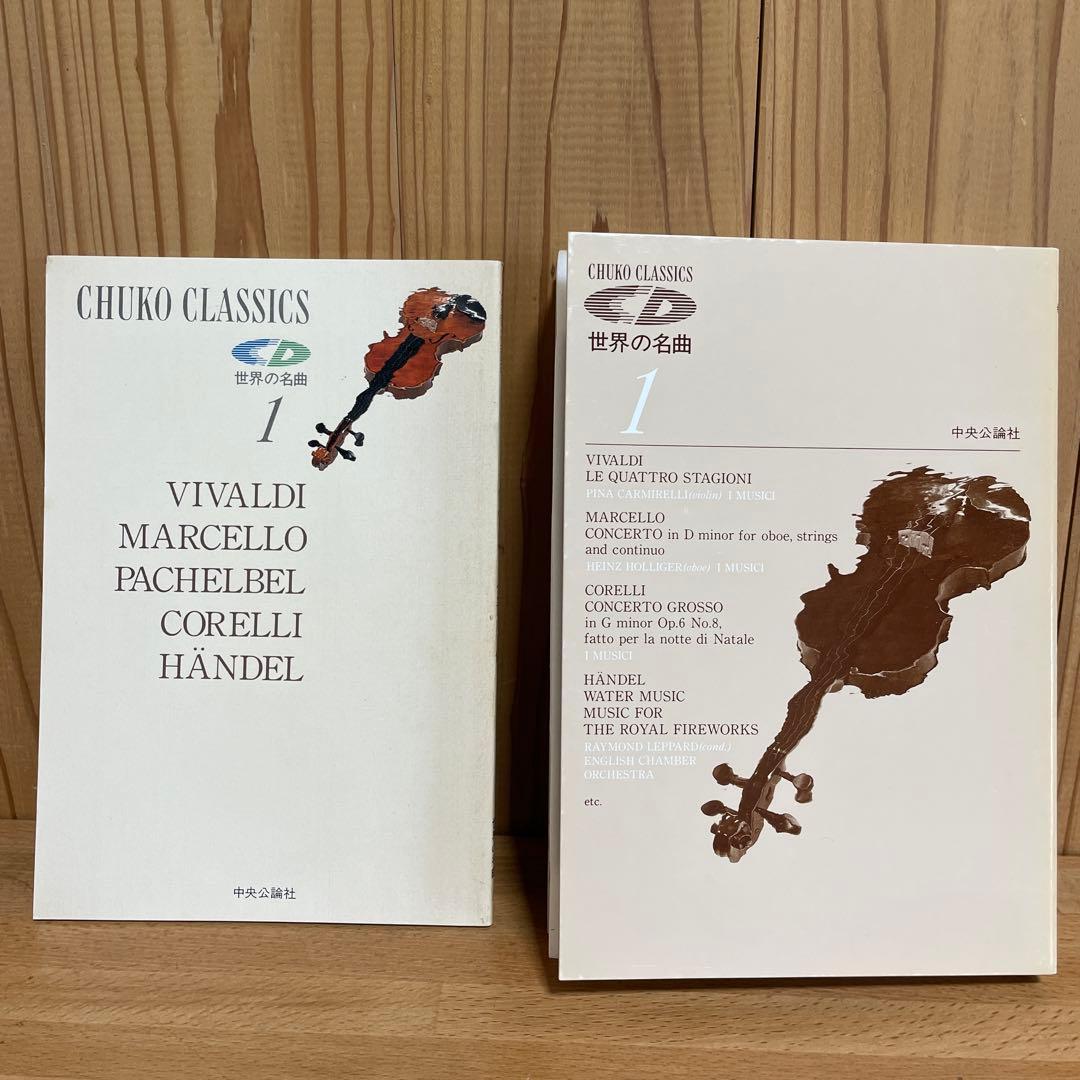 CHUKO CLASSICS
CD
世界の名曲
1
VIVALDI
MARCELLO
PACHELBEL
CORELLI
HÄNDEL
中央公論社
CHUKO CLASSICS
CD
世界の名曲
1
中央公論社
VIVALDI
LE QUATTRO STAGIONI
PINA CARMIRELLI(violin) I MUSICI
MARCELLO
CONCERTO in D minor for oboe, strings
and continuo
HEINZ HOLLIGER(oboe) I MUSICI
CORELLI
CONCERTO GROSSO
in G minor Op.6 No.8,
fatto per la notte di Natale
I MUSICI
HÄNDEL
WATER MUSIC
MUSIC FOR
THE ROYAL FIREWORKS
RAYMOND LEPPARD(cond.)
ENGLISH CHAMBER
ORCHESTRA
etc.